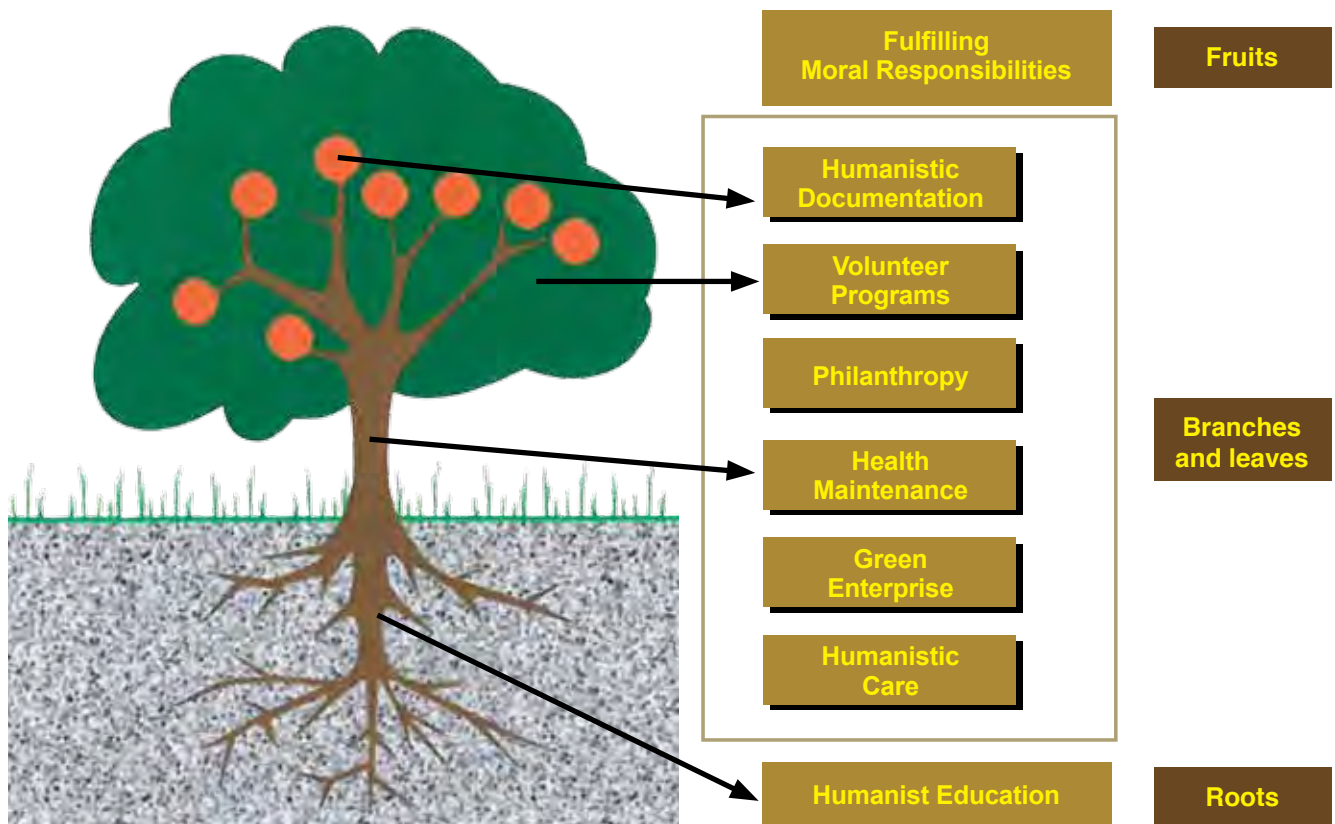 Fulfilling
Moral Responsibilities
Fruits
Humanistic
Documentation
Volunteer
Programs
Philanthropy
Health
Maintenance
Branches
and leaves
Green
Enterprise
Humanistic
Care
Humanist Education
Roots